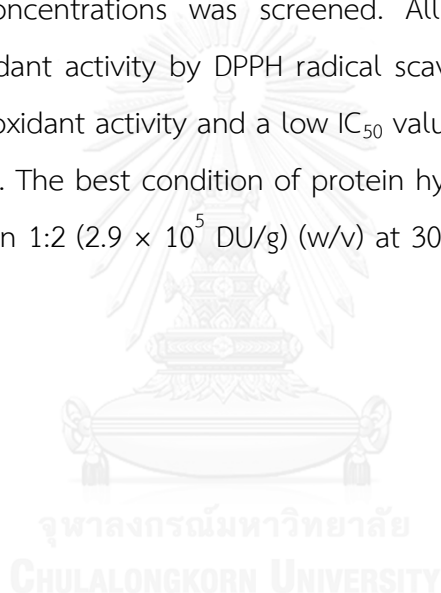 oncentrations was screened. All
dant activity by DPPH radical scav
oxidant activity and a low IC₅₀ valu
. The best condition of protein hy
n 1:2 (2.9 × 10⁵ DU/g) (w/v) at 30
จุฬาลงกรณ์มหาวิทยาลัย
CHULALONGKORN UNIVERSITY